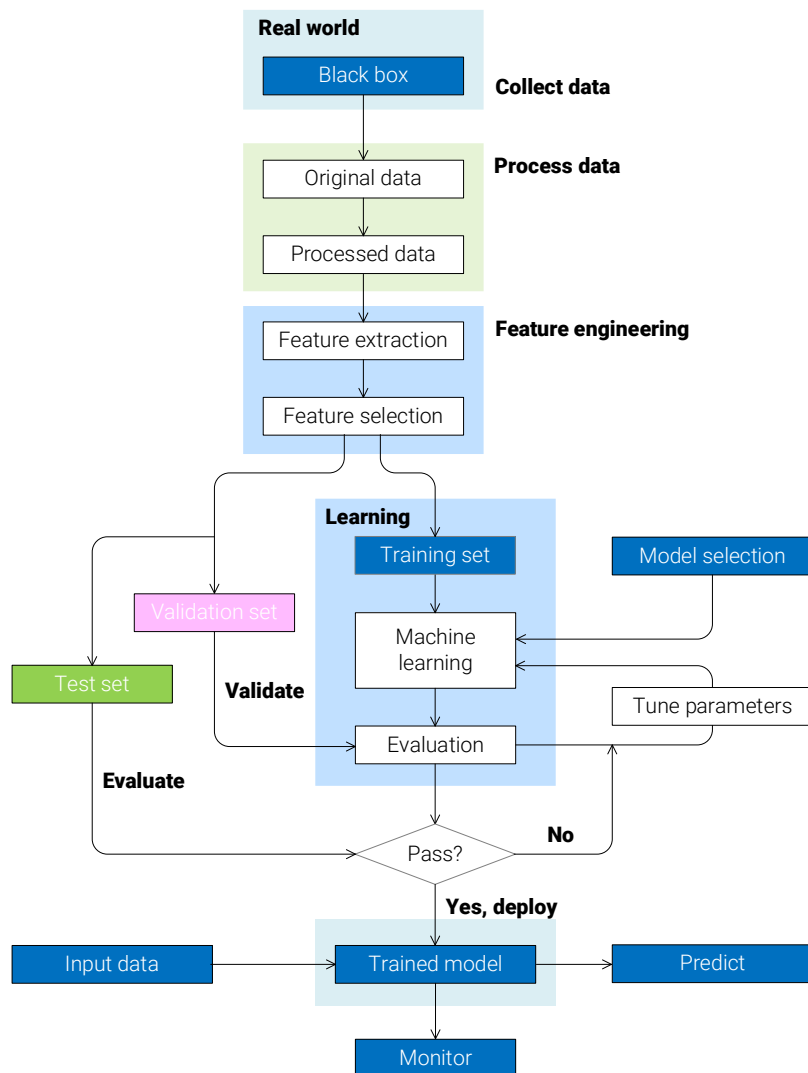 Real world
Black box
Collect data
Process data
Original data
Processed data
Feature engineering
Feature extraction
Feature selection
Learning
Training set
Model selection
Validation set
Machine
learning
Test set
Validate
Tune parameters
Evaluation
Evaluate
No
Pass?
Yes, deploy
Input data
Trained model
Predict
Monitor